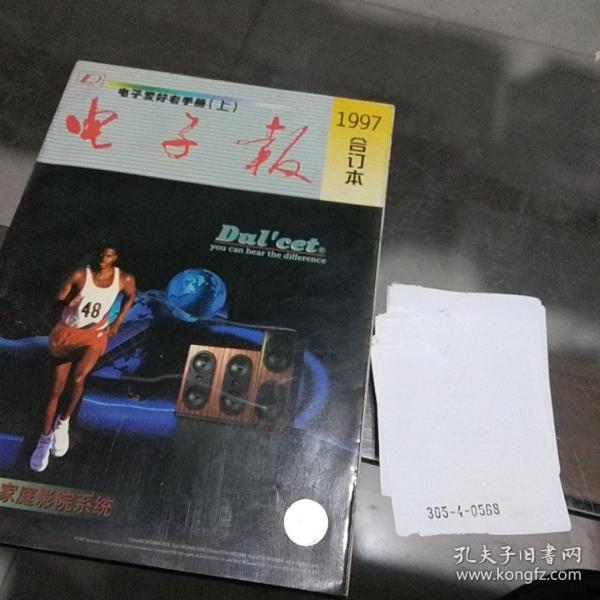 电子爱好者手册(上)
电子报
1997
合订本
Dul'cet®
you can hear the difference
48
家庭影院系统
305-4-0568
孔夫子旧书网
www.kongfz.com